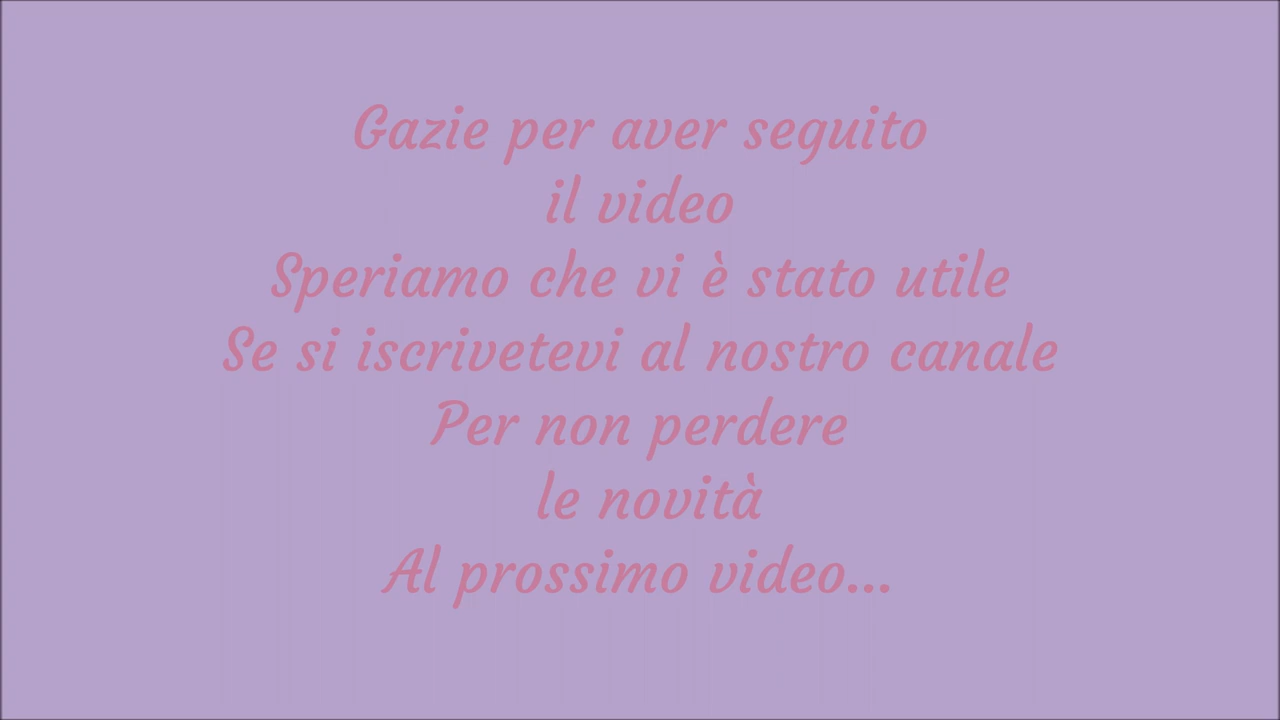 Gazie per aver seguito
il video
Speriamo che vi è stato utile
Se si iscrivetevi al nostro canale
Per non perdere
le novità
Al prossimo video...